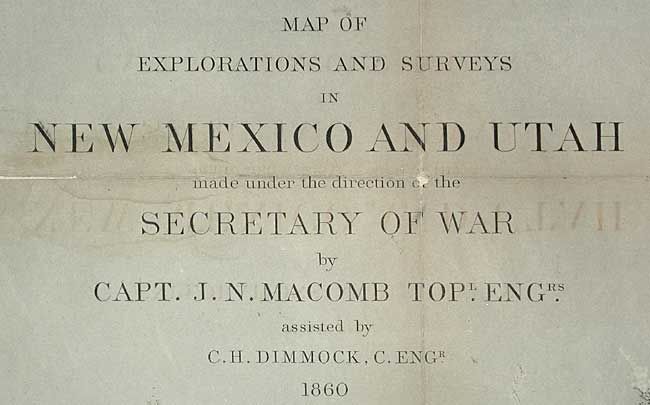 MAP OF
EXPLORATIONS AND SURVEYS
IN
NEW MEXICO AND UTAH
made under the direction of the
SECRETARY OF WAR
by
CAPT. J. N. MACOMB TOPL. ENGRS.
assisted by
C. H. DIMMOCK, C. ENGR.
1860